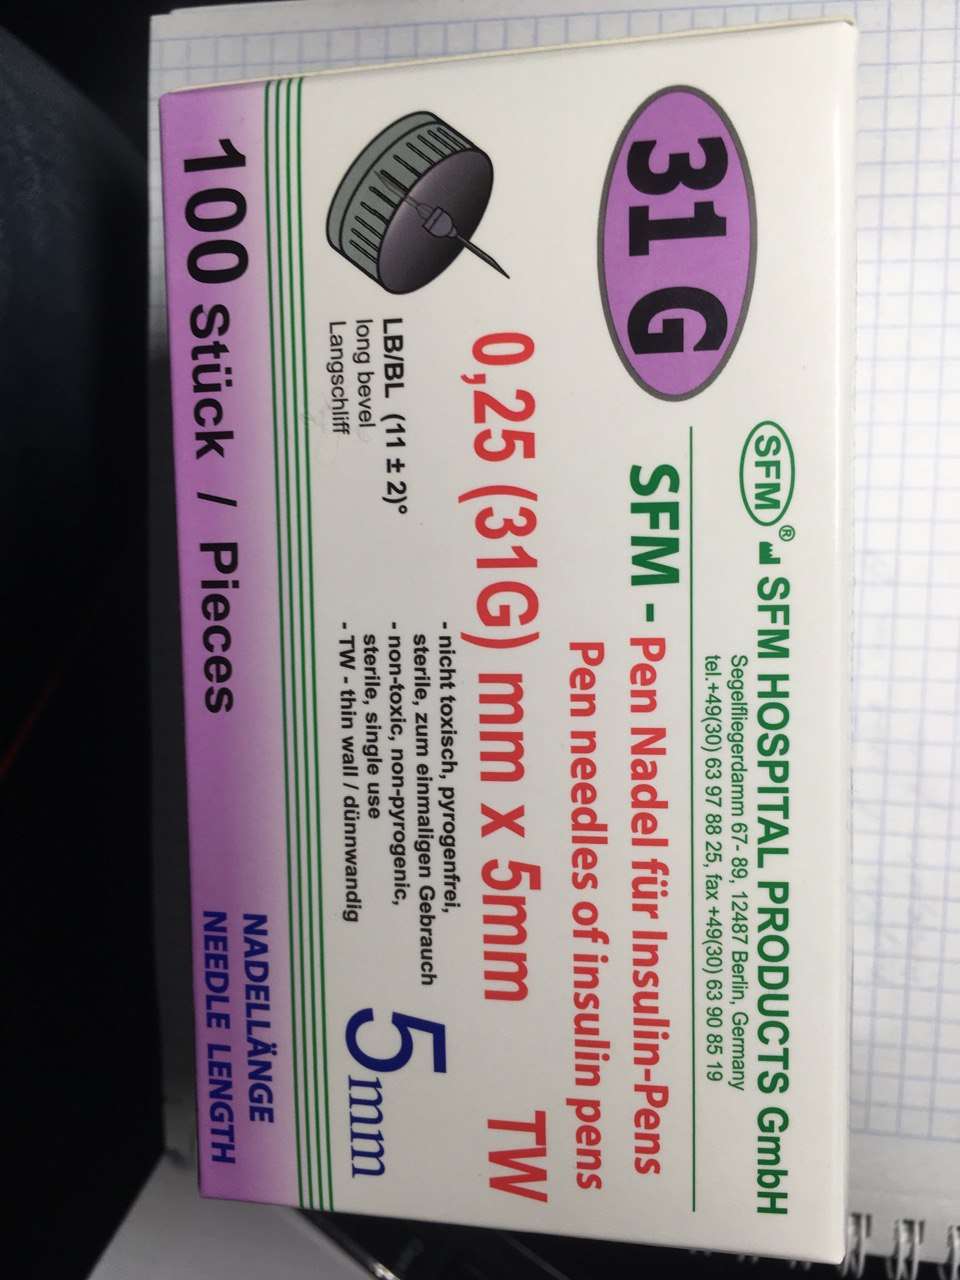 31 G
SFM® SFM HOSPITAL PRODUCTS GmbH
Segelfliegerdamm 67- 89, 12487 Berlin, Germany
tel.+49(30) 63 97 88 25, fax +49(30) 63 90 85 19
SFM - Pen Nadel für Insulin-Pens
Pen needles of insulin pens
0,25 (31G) mm x 5mm TW
LB/BL (11 ± 2)°
long bevel
Langschliff
- nicht toxisch, pyrogenfrei,
sterile, zum einmaligen Gebrauch
- non-toxic, non-pyrogenic,
sterile, single use
- TW - thin wall / dünnwandig
5mm
100 Stück / Pieces
NADELLÄNGE
NEEDLE LENGTH